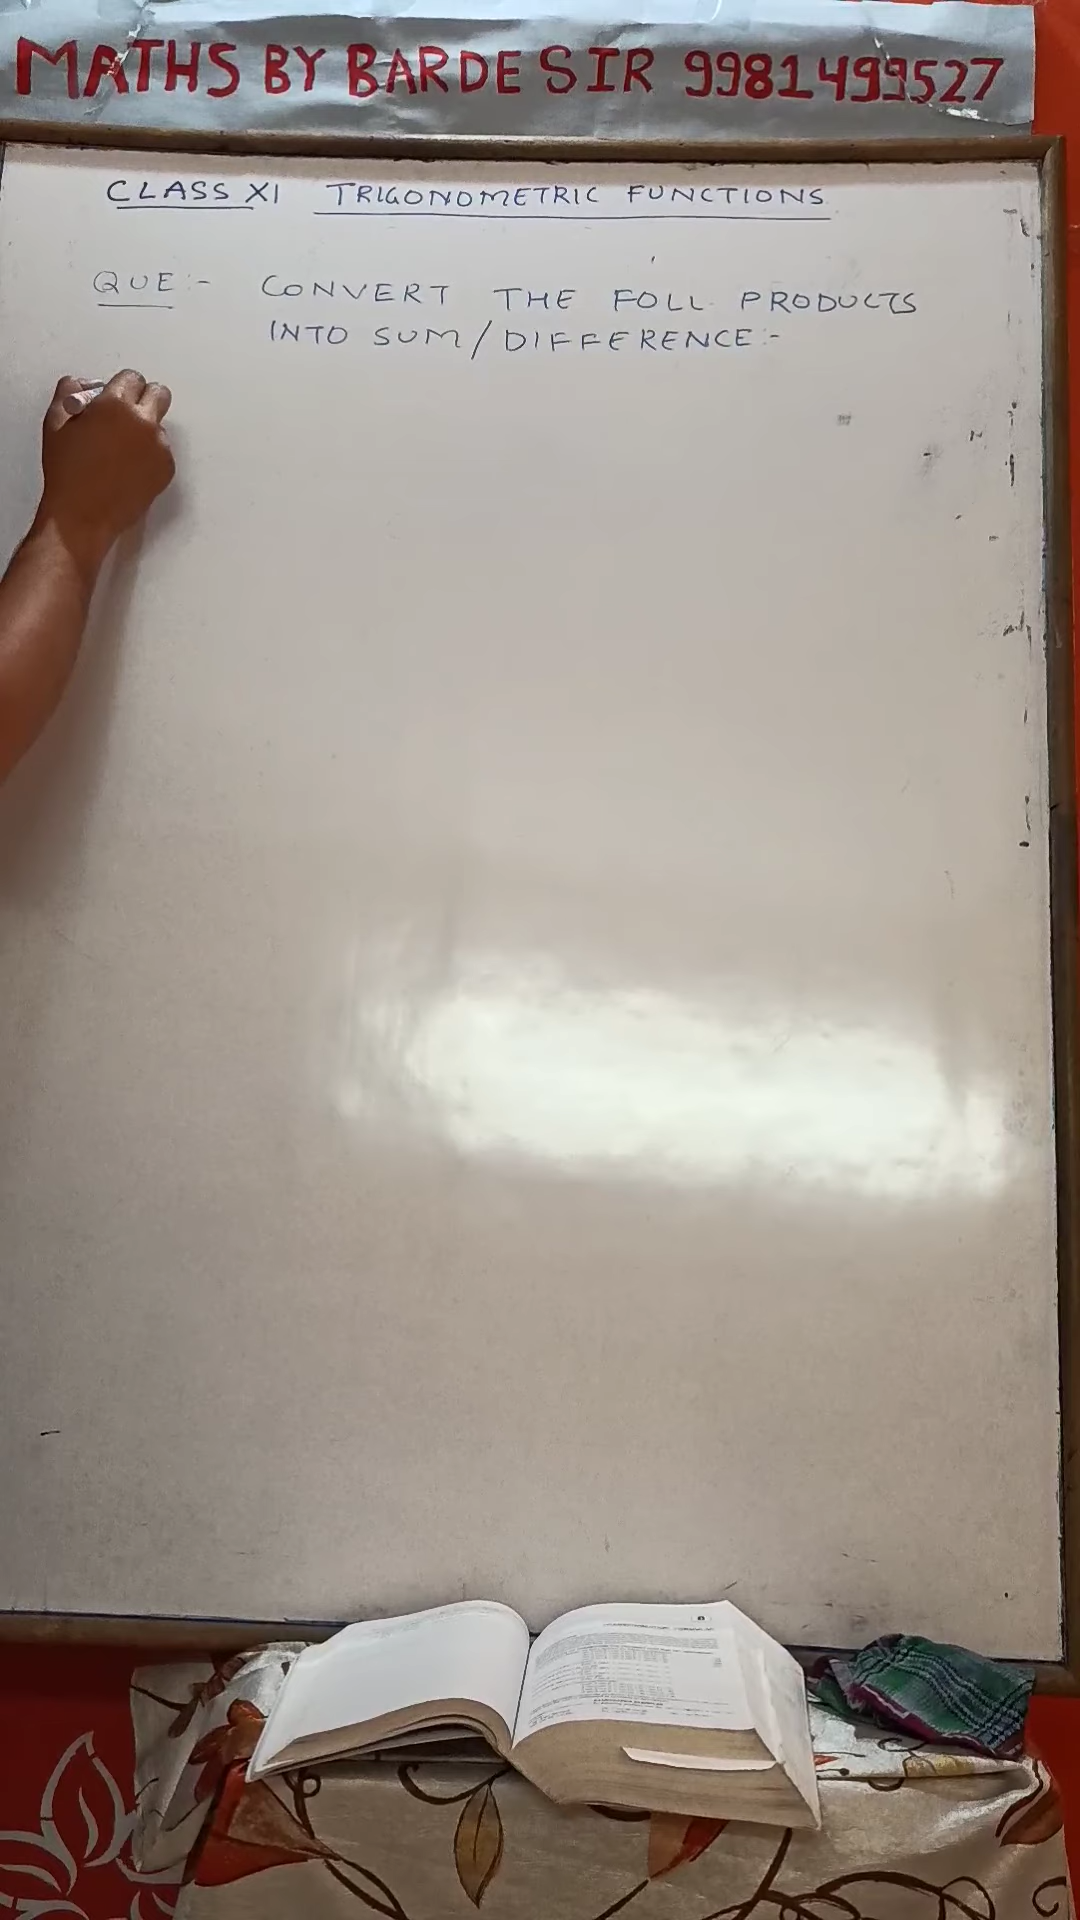 MATHS BY BARDE SIR 9981499527
CLASS XI TRIGONOMETRIC FUNCTIONS
QUE:- CONVERT THE FOLL. PRODUCTS
INTO SUM/DIFFERENCE:-